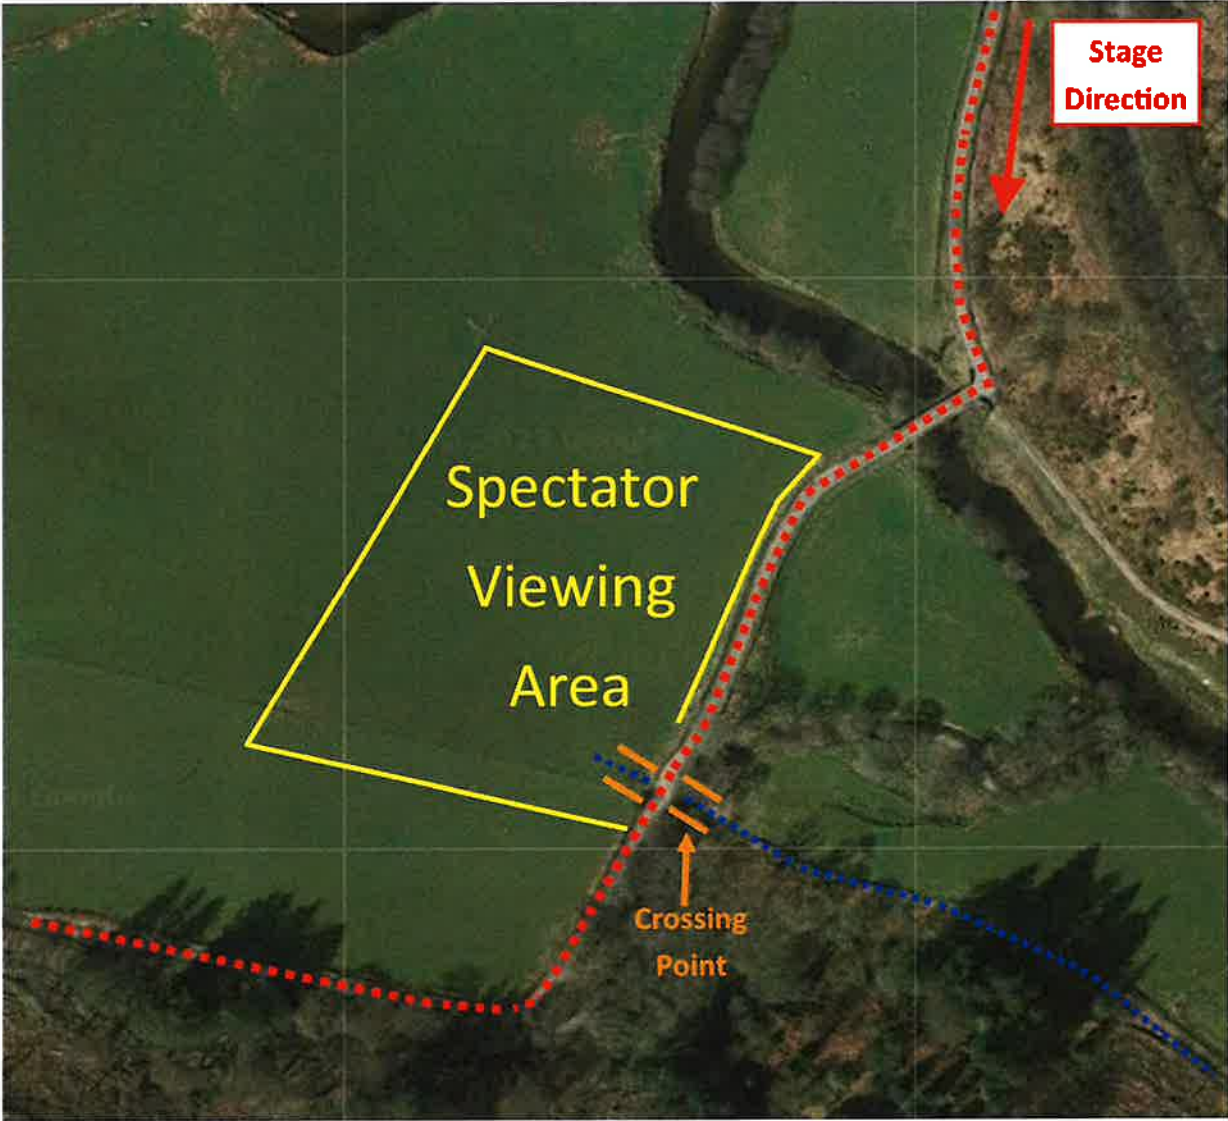 Stage
Direction
Spectator
Viewing
Area
Crossing
Point